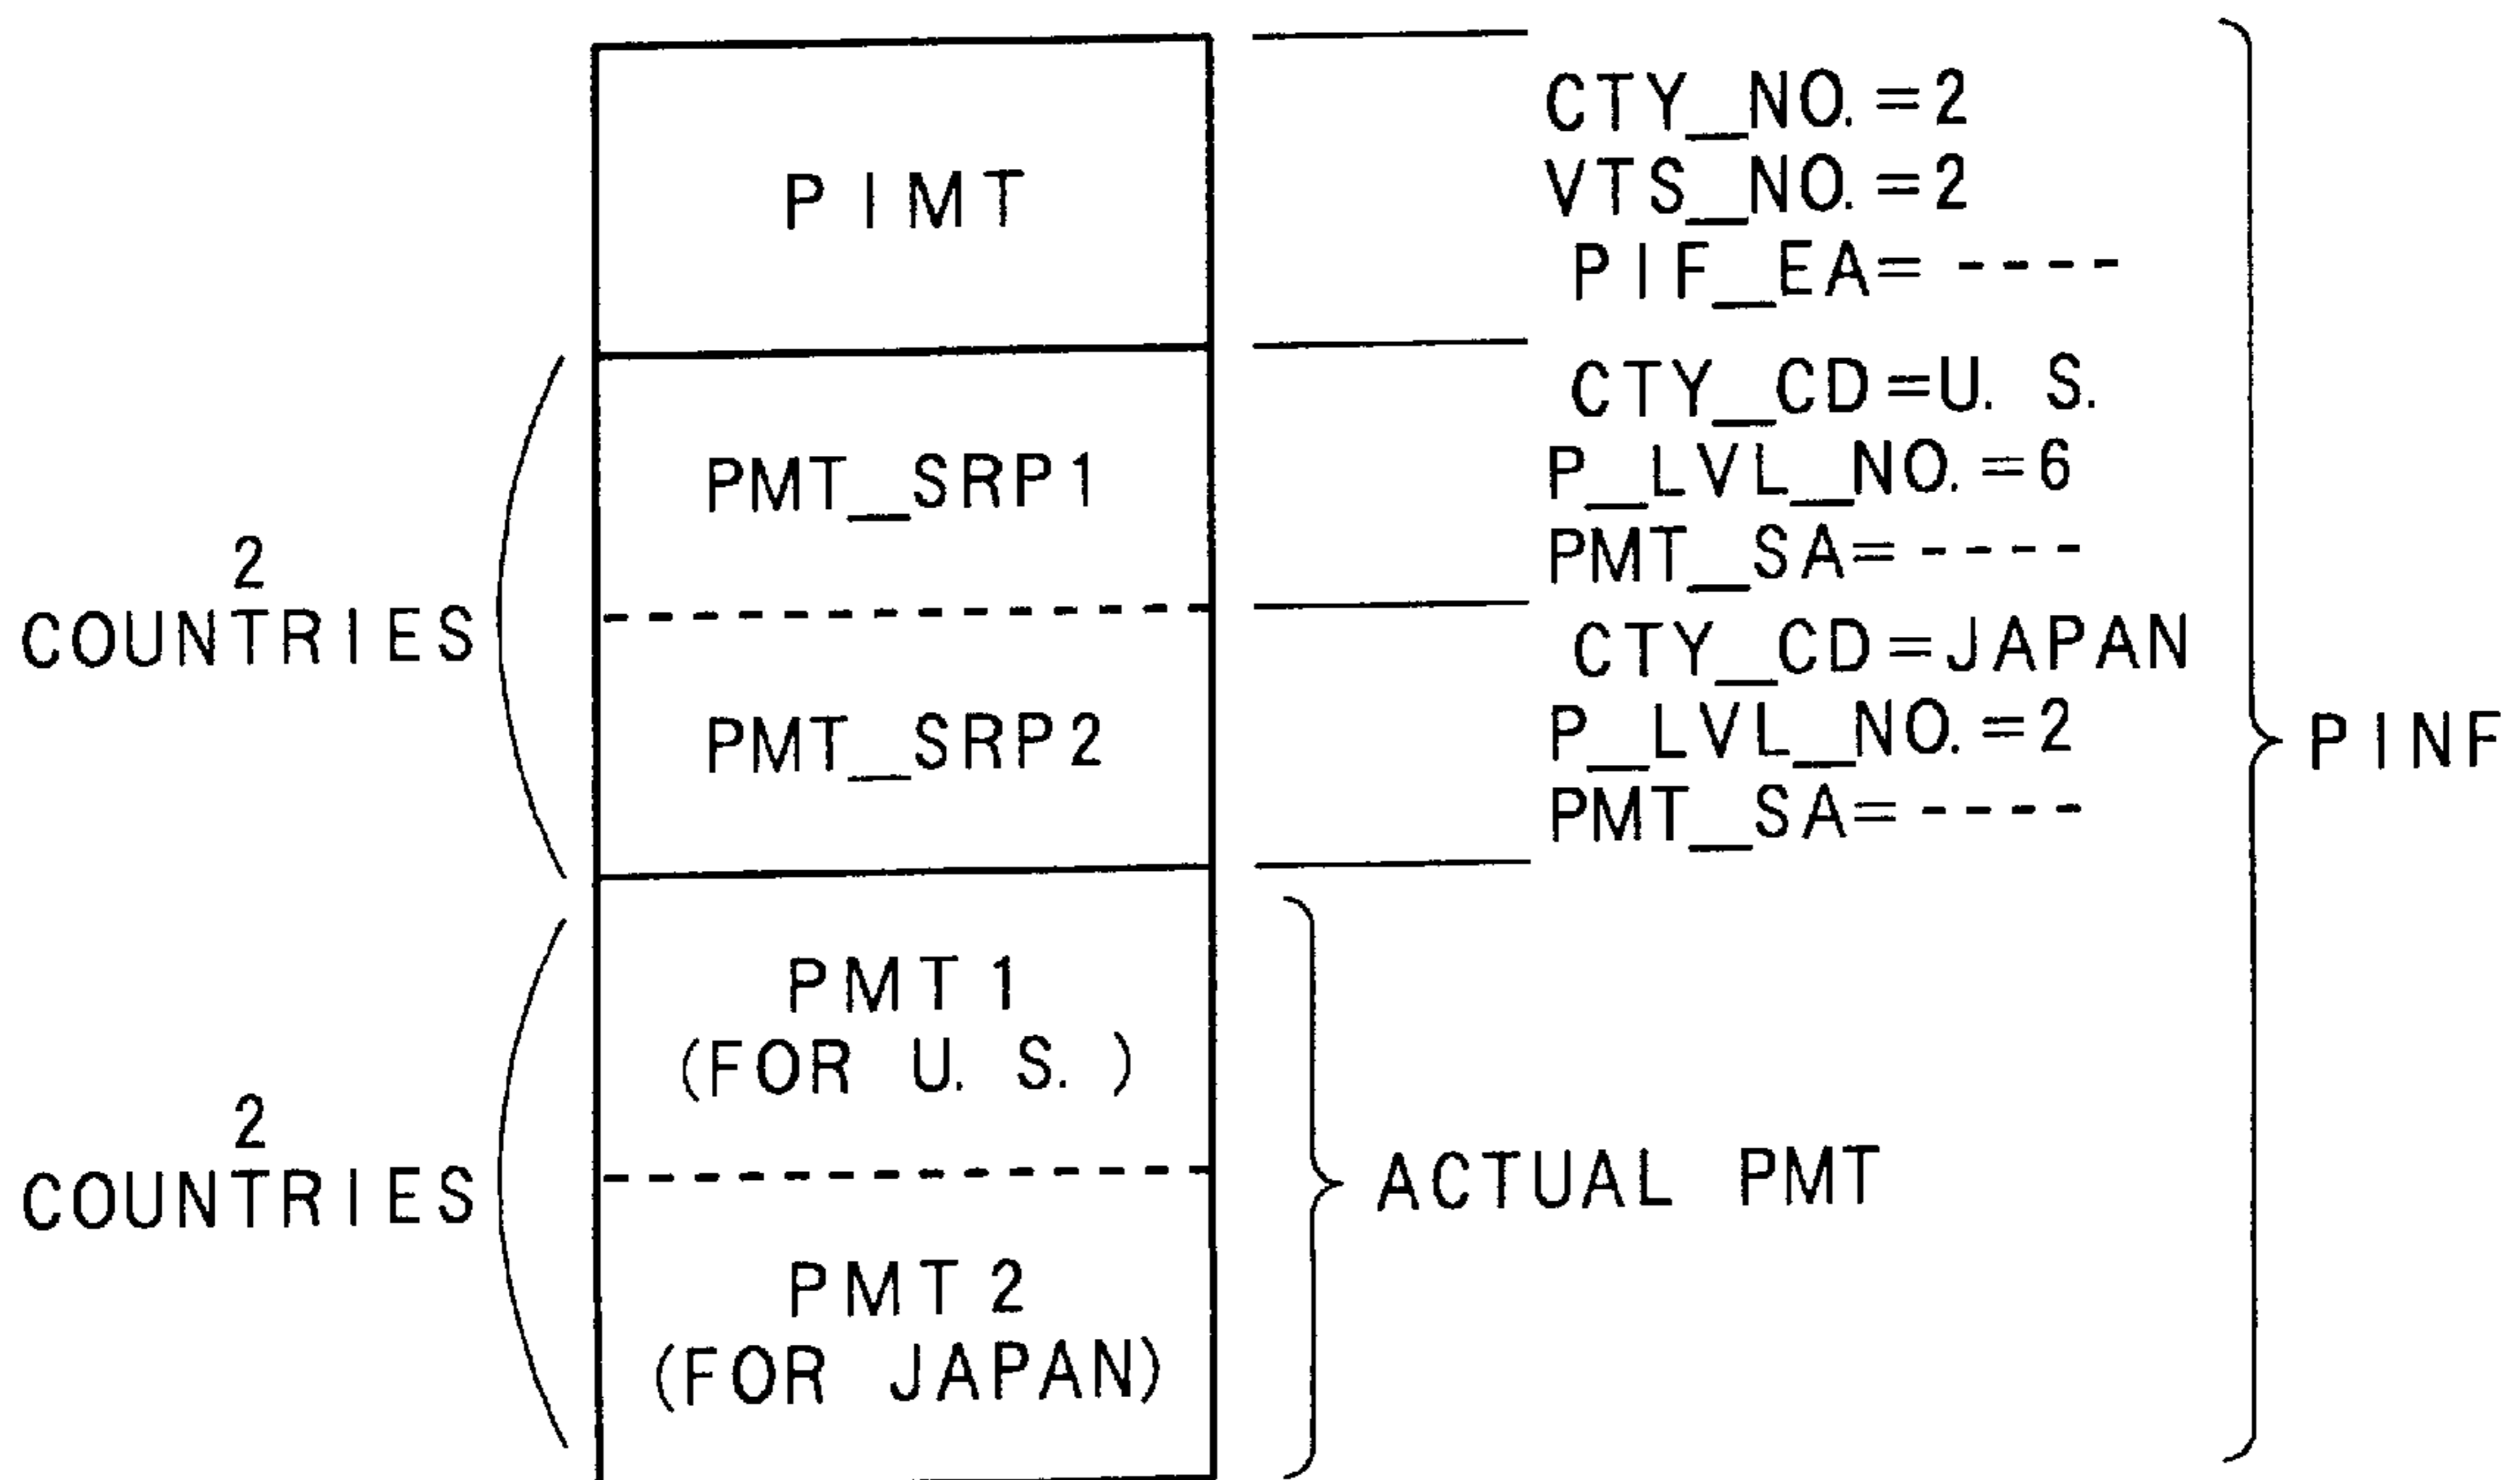 PIMT
CTY_NO.=2
VTS_NO.=2
PIF_EA=----
2
COUNTRIES
PMT_SRP1
CTY_CD=U. S.
P_LVL_NO.=6
PMT_SA=----
PMT_SRP2
CTY_CD=JAPAN
P_LVL_NO.=2
PMT_SA=----
PINF
2
COUNTRIES
PMT1
(FOR U. S.)
PMT2
(FOR JAPAN)
ACTUAL PMT